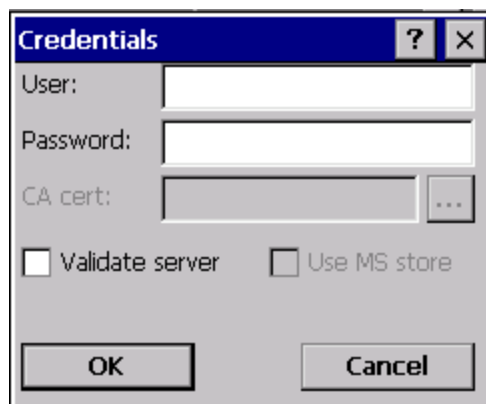 Credentials ? ×
User:
Password:
CA cert: ...
Validate server Use MS store
OK Cancel